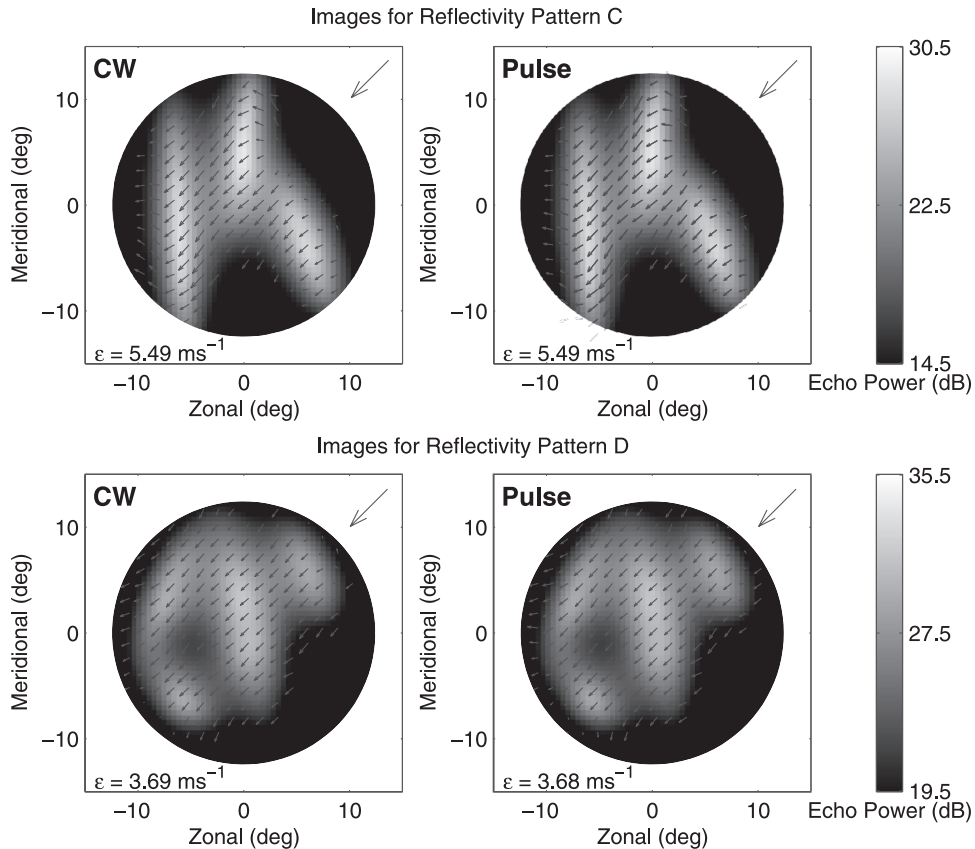 Images for Reflectivity Pattern C
CW
Pulse
10
0
−10
Meridional (deg)
ε = 5.49 ms−1
−10 0 10
Zonal (deg)
10
0
−10
Meridional (deg)
ε = 5.49 ms−1
−10 0 10
Zonal (deg)
30.5
22.5
14.5
Echo Power (dB)
Images for Reflectivity Pattern D
CW
Pulse
10
0
−10
Meridional (deg)
ε = 3.69 ms−1
−10 0 10
Zonal (deg)
10
0
−10
Meridional (deg)
ε = 3.68 ms−1
−10 0 10
Zonal (deg)
35.5
27.5
19.5
Echo Power (dB)